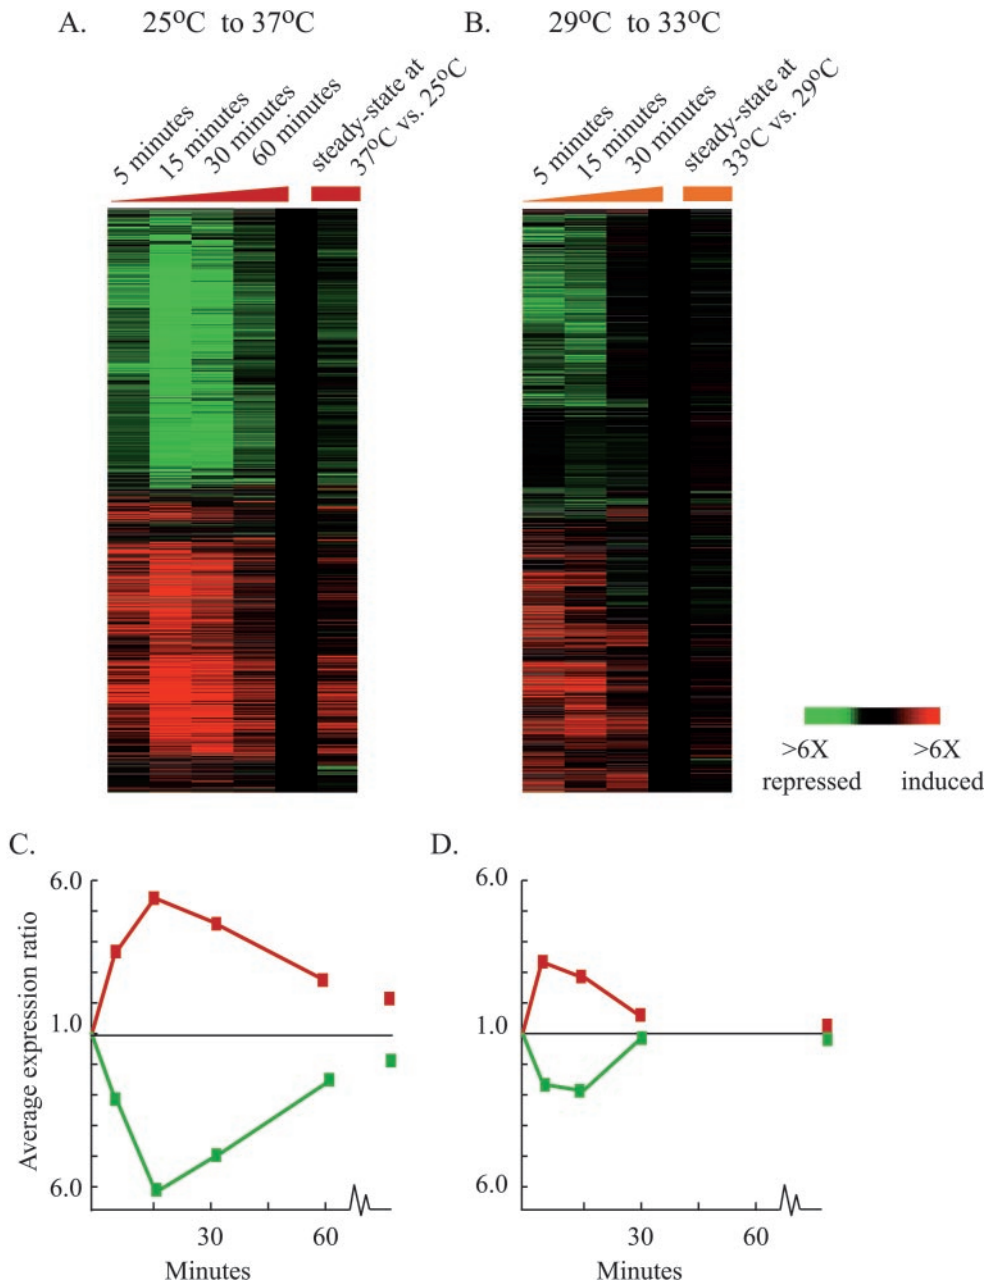 A. 25°C to 37°C
B. 29°C to 33°C
5 minutes
15 minutes
30 minutes
60 minutes
steady-state at
37°C vs. 25°C
5 minutes
15 minutes
30 minutes
steady-state at
33°C vs. 29°C
>6X
repressed
>6X
induced
C.
6.0
1.0
6.0
Average expression ratio
30
60
Minutes
D.
6.0
1.0
6.0
30
60
Minutes